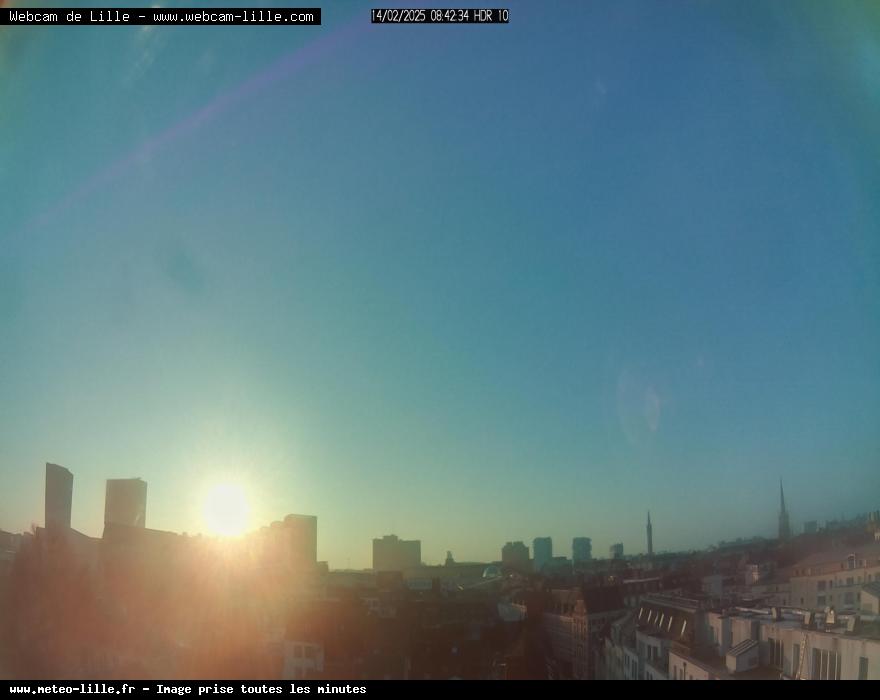 Webcam de Lille - www.webcam-lille.com
14/02/2025 08:42:34 HDR 10
www.meteo-lille.fr - Image prise toutes les minutes